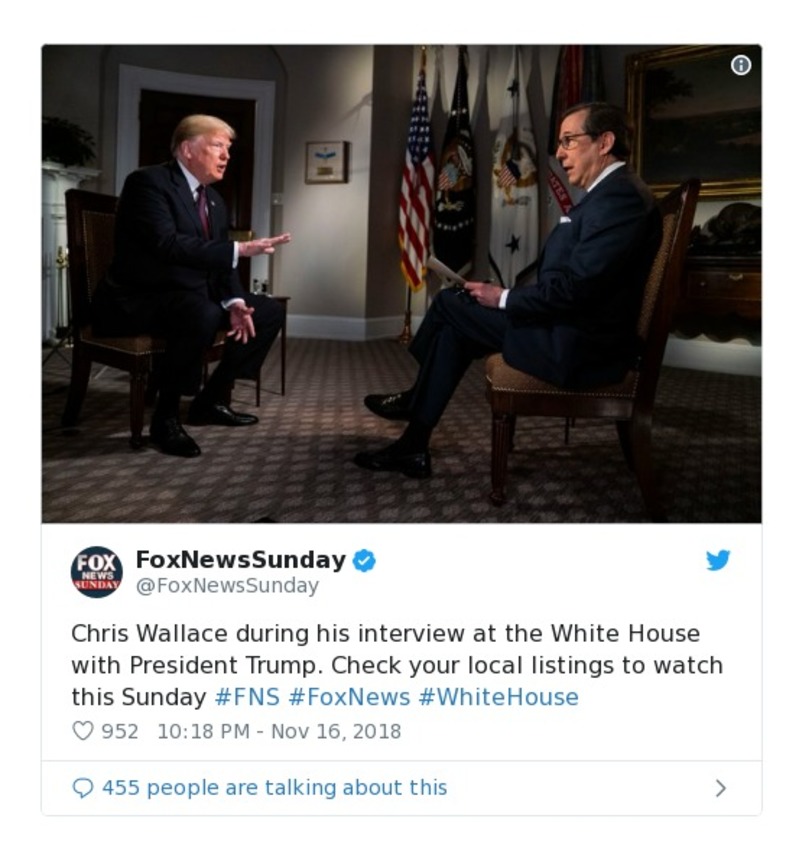 FOX
NEWS
SUNDAY
FoxNewsSunday
@FoxNewsSunday
Chris Wallace during his interview at the White House
with President Trump. Check your local listings to watch
this Sunday #FNS #FoxNews #WhiteHouse
952 10:18 PM - Nov 16, 2018
455 people are talking about this